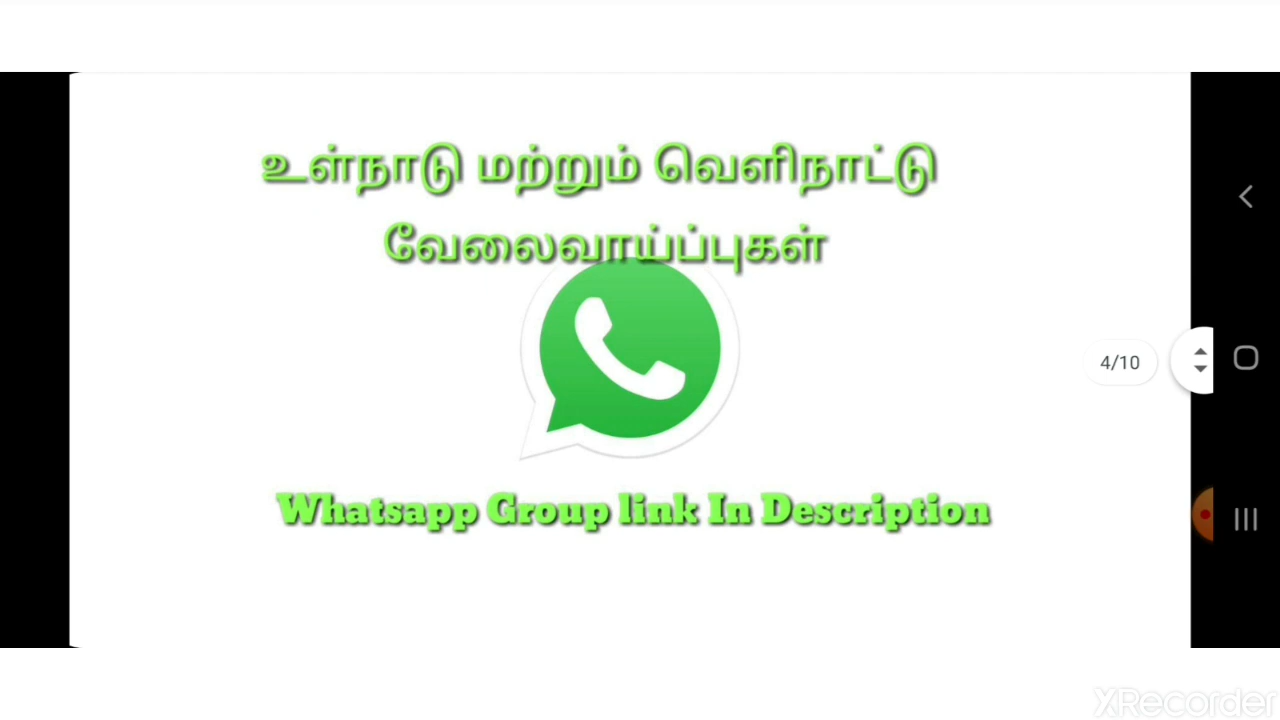 உள்நாடு மற்றும் வெளிநாட்டு
வேலைவாய்ப்புகள்
4/10
Whatsapp Group link In Description
XRecorder